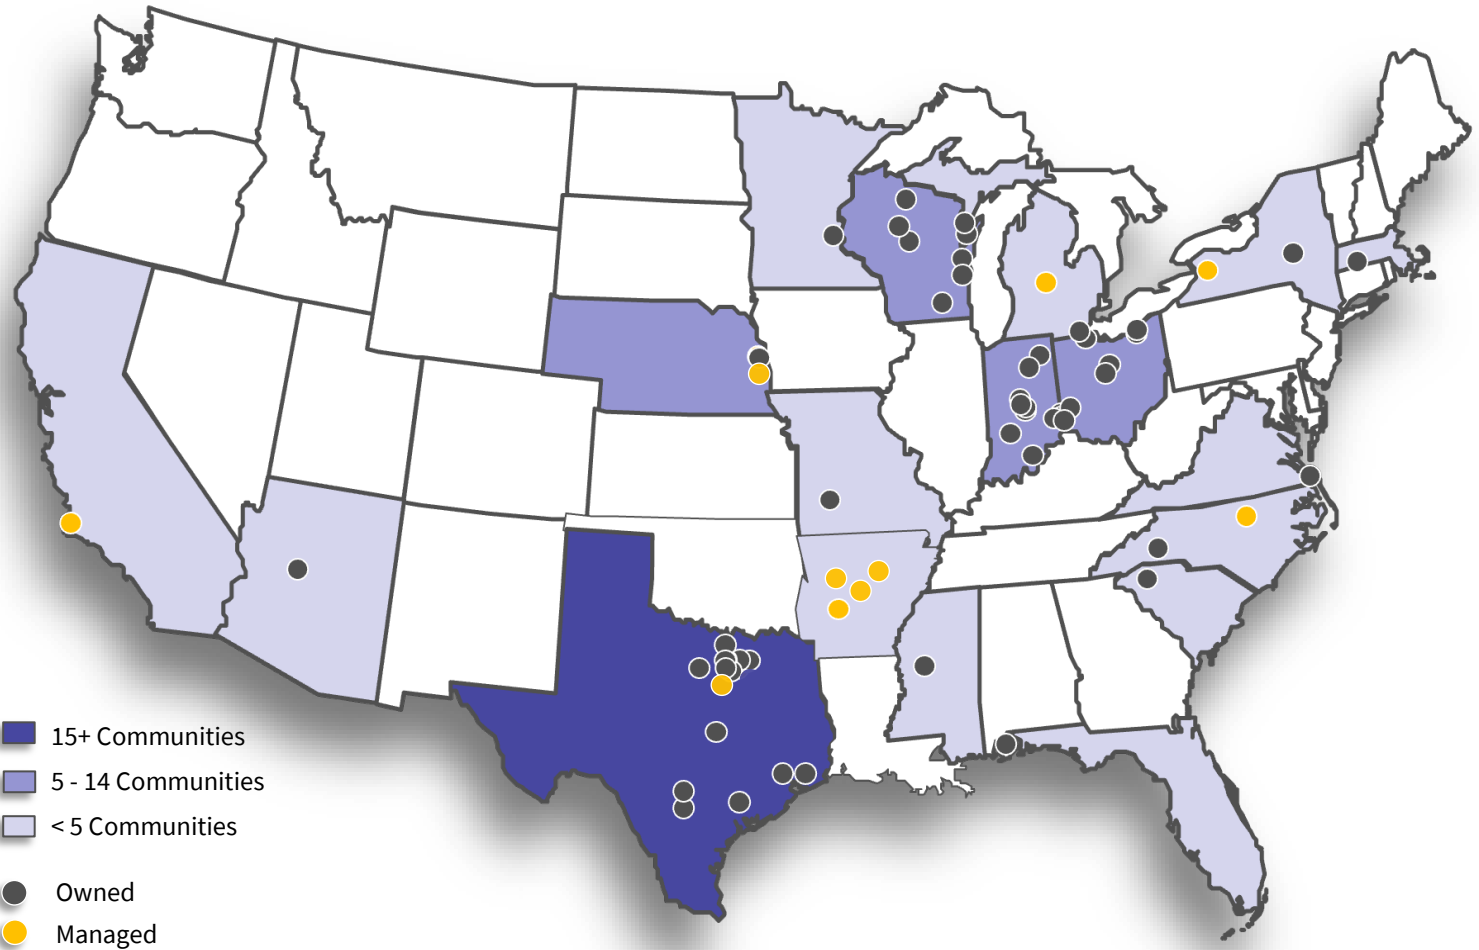 15+ Communities
5 - 14 Communities
< 5 Communities
Owned
Managed